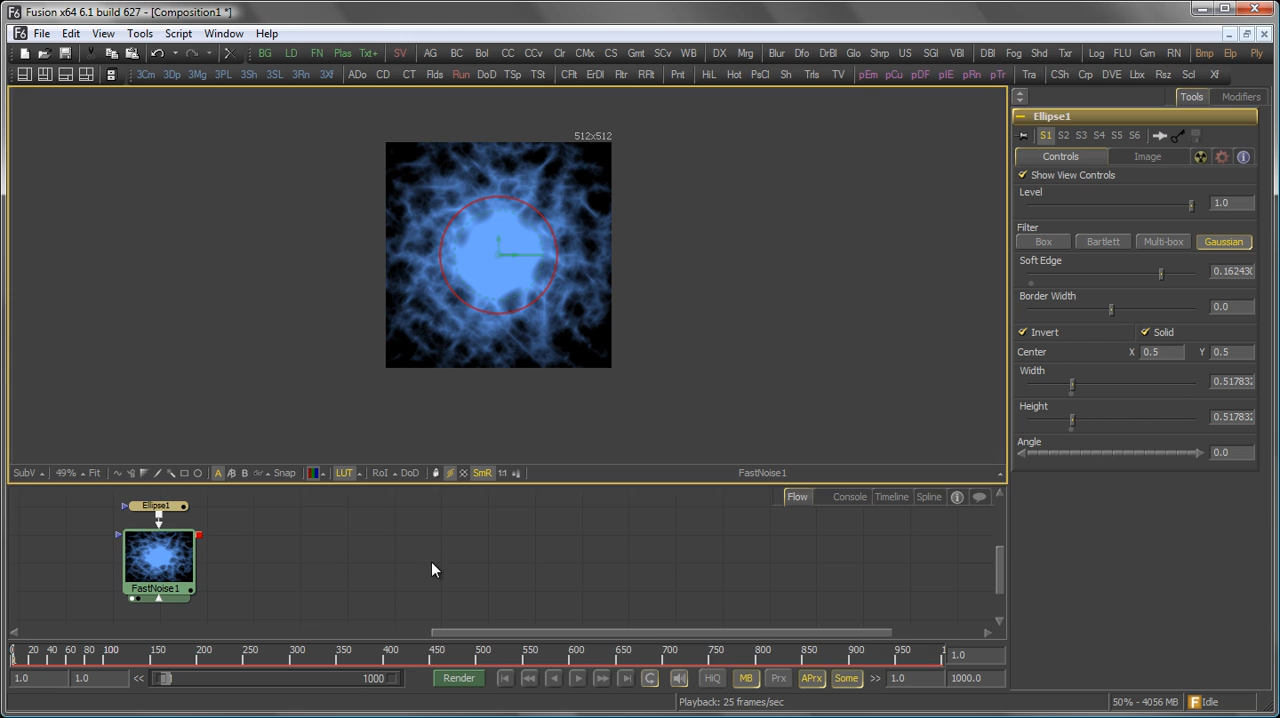 Fusion x64 6.1 build 627 - [Composition1 *]
File Edit View Tools Script Window Help
BG LD FN Plas Txt+ SV AG BC Bol CC CCv Clr CMx CS Gmt SCv WB DX Mrg Blur Dfo DrBl Glo Shrp US SGl VBl DBl Fog Shd Txr Log FLU Gm RN Bmp Elp Ply
3Cm 3Dp 3Mg 3PL 3Sh 3SL 3Rn 3Xf ADo CD CT Flds Run DoD TSp TSt CFlt ErDl Fltr RFlt Pnt HiL Hot PsCl Sh Trls TV pEm pCu pDF pIE pRn pTr Tra CSh Crp DVE Lbx Rsz Scl Xf
Tools Modifiers
Ellipse1
S1 S2 S3 S4 S5 S6
Controls Image
Show View Controls
Level
1.0
Filter
Box Bartlett Multi-box Gaussian
Soft Edge
0.162430
Border Width
0.0
Invert Solid
Center X 0.5 Y 0.5
Width
0.517832
Height
0.517832
Angle
0.0
512x512
SubV 49% Fit A B Snap LUT RoI DoD SmR 1:1 FastNoise1
Flow Console Timeline Spline
Ellipse1
FastNoise1
0 20 40 60 80 100 150 200 250 300 350 400 450 500 550 600 650 700 750 800 850 900 950 1.0
1.0 1.0 << 1000 Render HiQ MB Prx APrx Some >> 1.0 1000.0
Playback: 25 frames/sec 50% - 4056 MB Idle